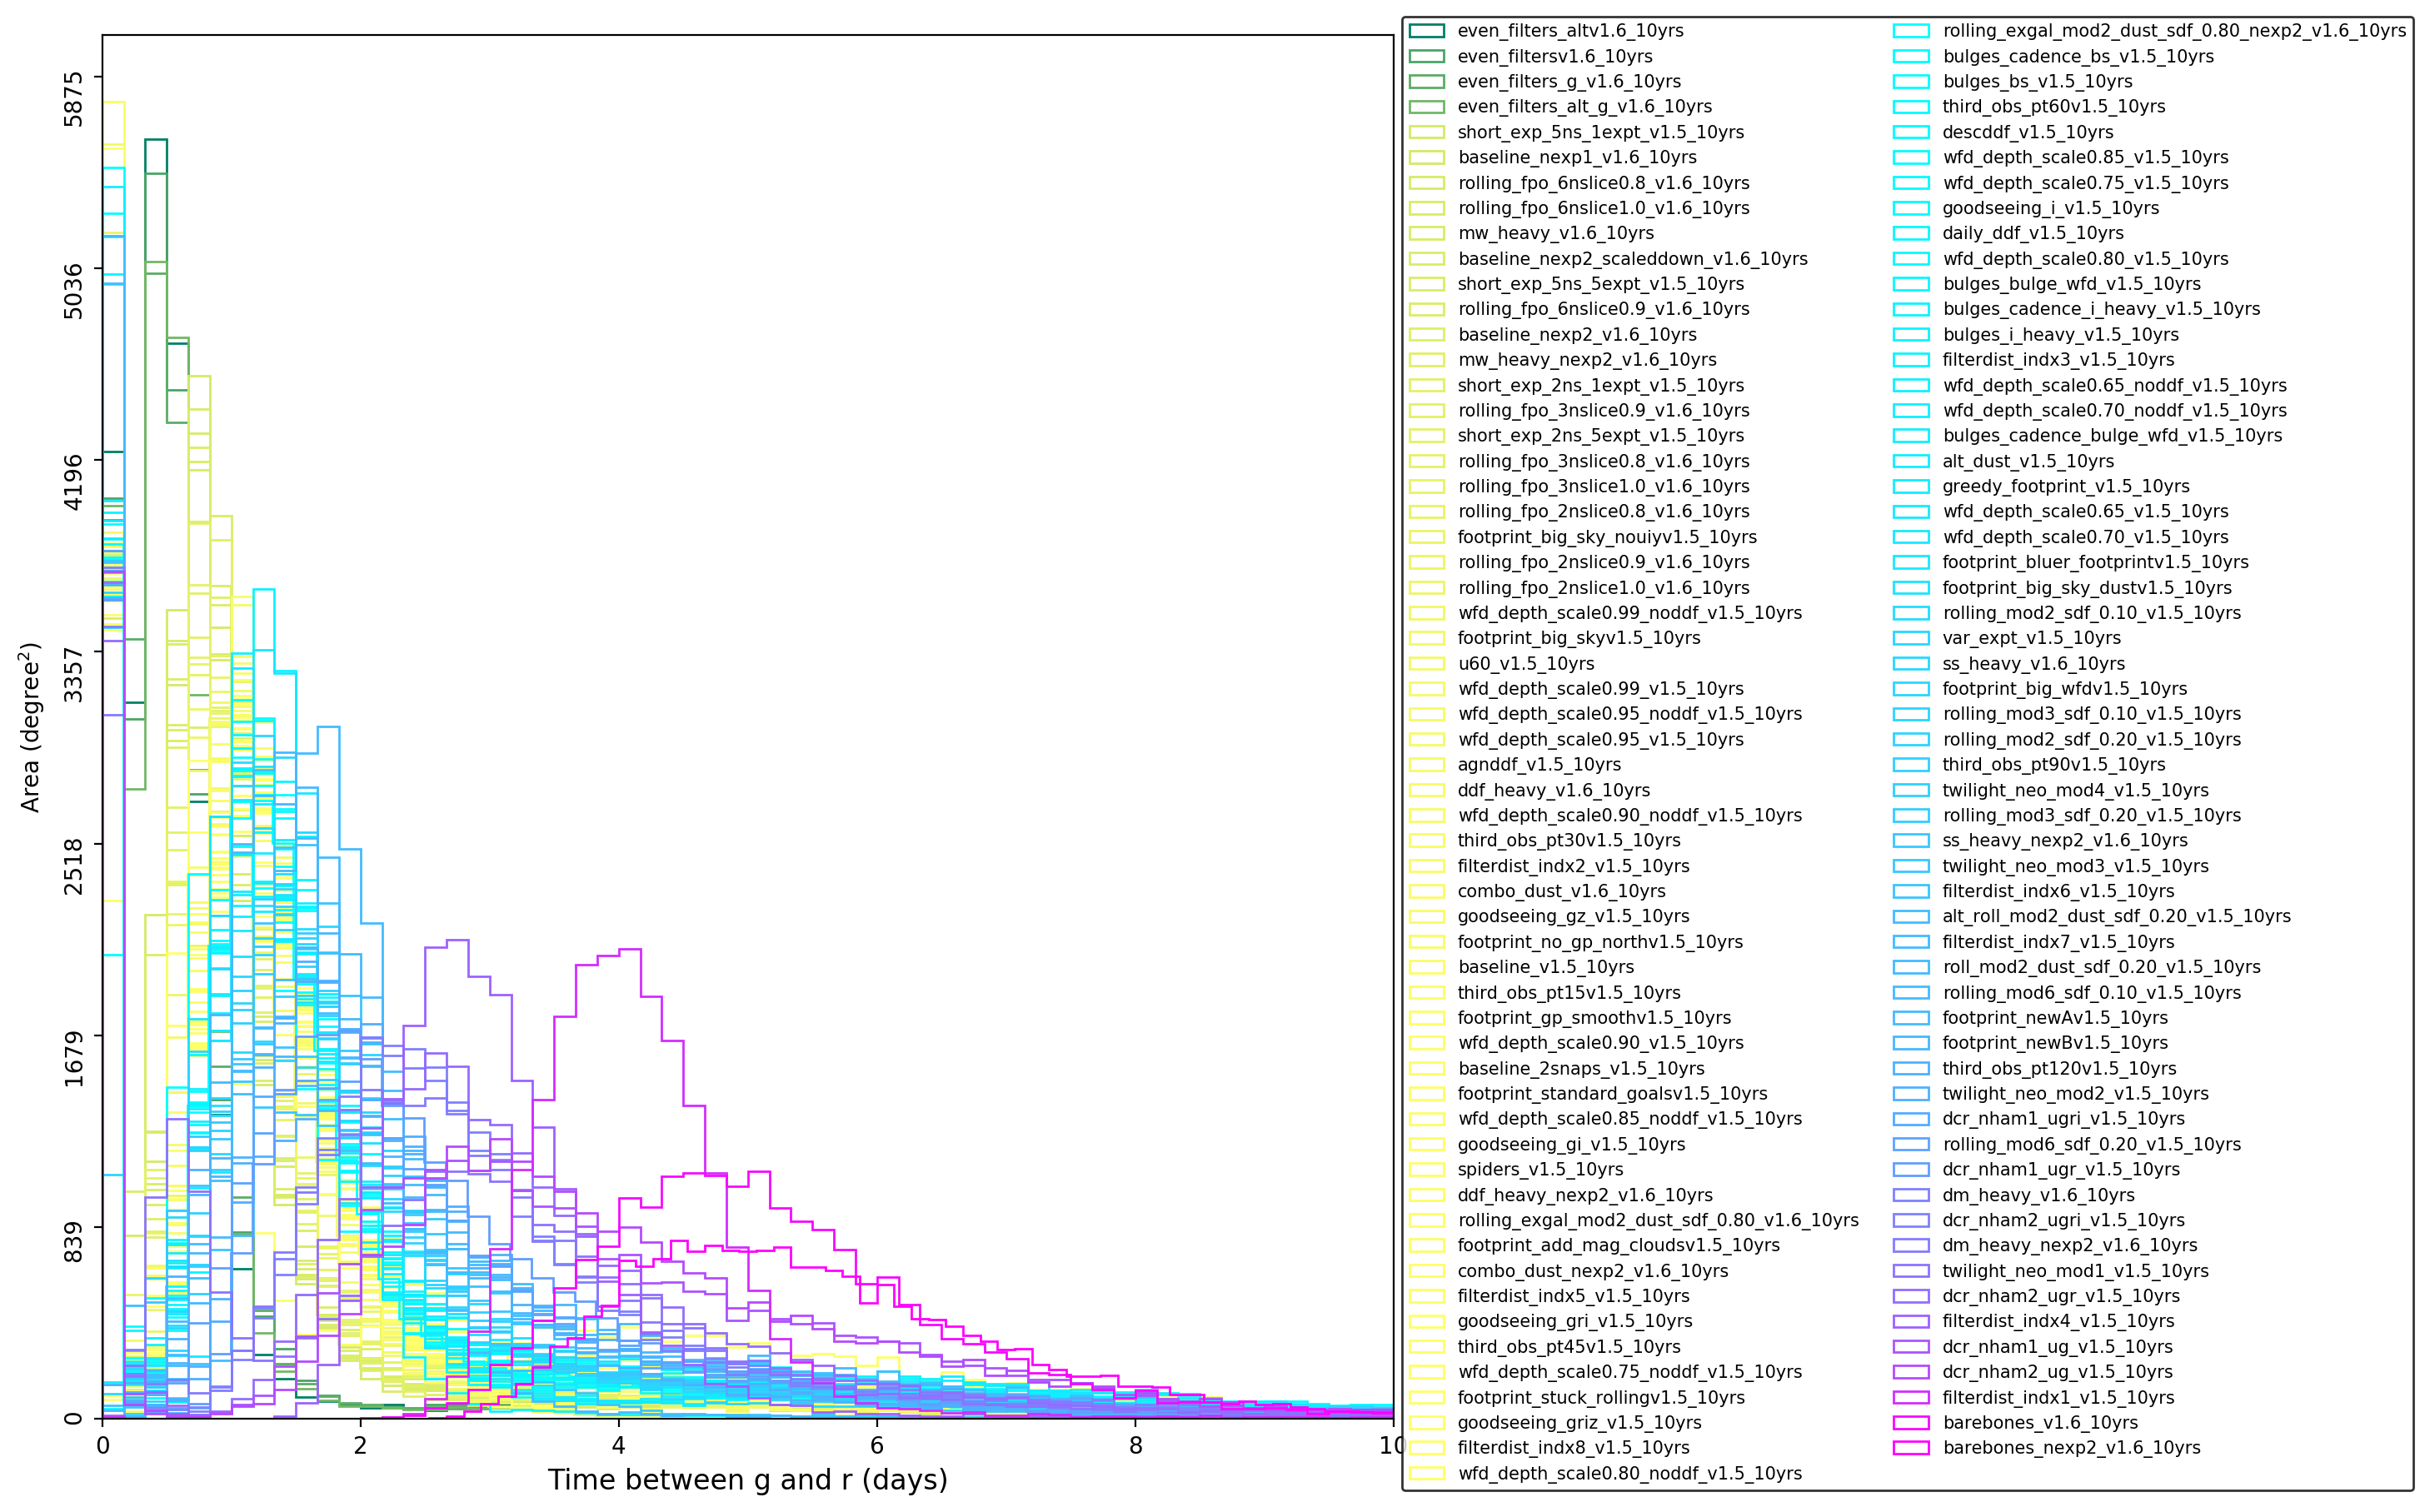 5875
5036
4196
3357
2518
1679
839
0
Area (degree²)
0 2 4 6 8 10
Time between g and r (days)
even_filters_altv1.6_10yrs
even_filtersv1.6_10yrs
even_filters_g_v1.6_10yrs
even_filters_alt_g_v1.6_10yrs
short_exp_5ns_1expt_v1.5_10yrs
baseline_nexp1_v1.6_10yrs
rolling_fpo_6nslice0.8_v1.6_10yrs
rolling_fpo_6nslice1.0_v1.6_10yrs
mw_heavy_v1.6_10yrs
baseline_nexp2_scaleddown_v1.6_10yrs
short_exp_5ns_5expt_v1.5_10yrs
rolling_fpo_6nslice0.9_v1.6_10yrs
baseline_nexp2_v1.6_10yrs
mw_heavy_nexp2_v1.6_10yrs
short_exp_2ns_1expt_v1.5_10yrs
rolling_fpo_3nslice0.9_v1.6_10yrs
short_exp_2ns_5expt_v1.5_10yrs
rolling_fpo_3nslice0.8_v1.6_10yrs
rolling_fpo_3nslice1.0_v1.6_10yrs
rolling_fpo_2nslice0.8_v1.6_10yrs
footprint_big_sky_nouiyv1.5_10yrs
rolling_fpo_2nslice0.9_v1.6_10yrs
rolling_fpo_2nslice1.0_v1.6_10yrs
wfd_depth_scale0.99_noddf_v1.5_10yrs
footprint_big_skyv1.5_10yrs
u60_v1.5_10yrs
wfd_depth_scale0.99_v1.5_10yrs
wfd_depth_scale0.95_noddf_v1.5_10yrs
wfd_depth_scale0.95_v1.5_10yrs
agnddf_v1.5_10yrs
ddf_heavy_v1.6_10yrs
wfd_depth_scale0.90_noddf_v1.5_10yrs
third_obs_pt30v1.5_10yrs
filterdist_indx2_v1.5_10yrs
combo_dust_v1.6_10yrs
goodseeing_gz_v1.5_10yrs
footprint_no_gp_northv1.5_10yrs
baseline_v1.5_10yrs
third_obs_pt15v1.5_10yrs
footprint_gp_smoothv1.5_10yrs
wfd_depth_scale0.90_v1.5_10yrs
baseline_2snaps_v1.5_10yrs
footprint_standard_goalsv1.5_10yrs
wfd_depth_scale0.85_noddf_v1.5_10yrs
goodseeing_gi_v1.5_10yrs
spiders_v1.5_10yrs
ddf_heavy_nexp2_v1.6_10yrs
rolling_exgal_mod2_dust_sdf_0.80_v1.6_10yrs
footprint_add_mag_cloudsv1.5_10yrs
combo_dust_nexp2_v1.6_10yrs
filterdist_indx5_v1.5_10yrs
goodseeing_gri_v1.5_10yrs
third_obs_pt45v1.5_10yrs
wfd_depth_scale0.75_noddf_v1.5_10yrs
footprint_stuck_rollingv1.5_10yrs
goodseeing_griz_v1.5_10yrs
filterdist_indx8_v1.5_10yrs
wfd_depth_scale0.80_noddf_v1.5_10yrs
rolling_exgal_mod2_dust_sdf_0.80_nexp2_v1.6_10yrs
bulges_cadence_bs_v1.5_10yrs
bulges_bs_v1.5_10yrs
third_obs_pt60v1.5_10yrs
descddf_v1.5_10yrs
wfd_depth_scale0.85_v1.5_10yrs
wfd_depth_scale0.75_v1.5_10yrs
goodseeing_i_v1.5_10yrs
daily_ddf_v1.5_10yrs
wfd_depth_scale0.80_v1.5_10yrs
bulges_bulge_wfd_v1.5_10yrs
bulges_cadence_i_heavy_v1.5_10yrs
bulges_i_heavy_v1.5_10yrs
filterdist_indx3_v1.5_10yrs
wfd_depth_scale0.65_noddf_v1.5_10yrs
wfd_depth_scale0.70_noddf_v1.5_10yrs
bulges_cadence_bulge_wfd_v1.5_10yrs
alt_dust_v1.5_10yrs
greedy_footprint_v1.5_10yrs
wfd_depth_scale0.65_v1.5_10yrs
wfd_depth_scale0.70_v1.5_10yrs
footprint_bluer_footprintv1.5_10yrs
footprint_big_sky_dustv1.5_10yrs
rolling_mod2_sdf_0.10_v1.5_10yrs
var_expt_v1.5_10yrs
ss_heavy_v1.6_10yrs
footprint_big_wfdv1.5_10yrs
rolling_mod3_sdf_0.10_v1.5_10yrs
rolling_mod2_sdf_0.20_v1.5_10yrs
third_obs_pt90v1.5_10yrs
twilight_neo_mod4_v1.5_10yrs
rolling_mod3_sdf_0.20_v1.5_10yrs
ss_heavy_nexp2_v1.6_10yrs
twilight_neo_mod3_v1.5_10yrs
filterdist_indx6_v1.5_10yrs
alt_roll_mod2_dust_sdf_0.20_v1.5_10yrs
filterdist_indx7_v1.5_10yrs
roll_mod2_dust_sdf_0.20_v1.5_10yrs
rolling_mod6_sdf_0.10_v1.5_10yrs
footprint_newAv1.5_10yrs
footprint_newBv1.5_10yrs
third_obs_pt120v1.5_10yrs
twilight_neo_mod2_v1.5_10yrs
dcr_nham1_ugri_v1.5_10yrs
rolling_mod6_sdf_0.20_v1.5_10yrs
dcr_nham1_ugr_v1.5_10yrs
dm_heavy_v1.6_10yrs
dcr_nham2_ugri_v1.5_10yrs
dm_heavy_nexp2_v1.6_10yrs
twilight_neo_mod1_v1.5_10yrs
dcr_nham2_ugr_v1.5_10yrs
filterdist_indx4_v1.5_10yrs
dcr_nham1_ug_v1.5_10yrs
dcr_nham2_ug_v1.5_10yrs
filterdist_indx1_v1.5_10yrs
barebones_v1.6_10yrs
barebones_nexp2_v1.6_10yrs